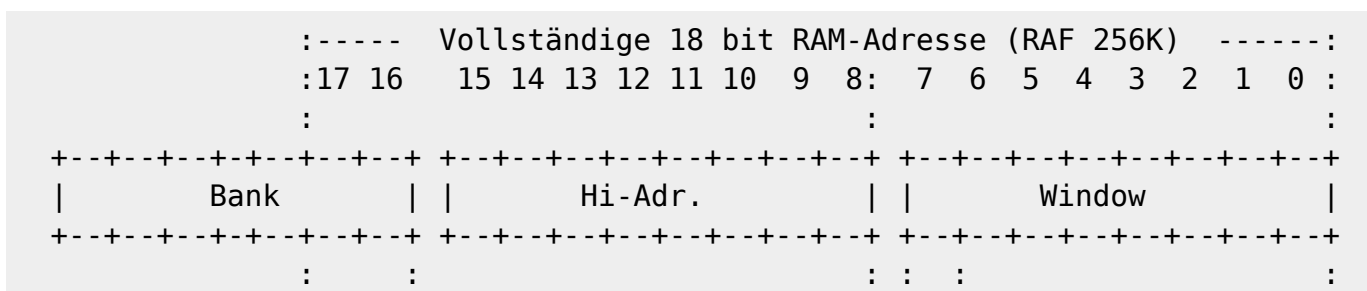 :-----  Vollständige 18 bit RAM-Adresse (RAF 256K)  ------:
:17 16   15 14 13 12 11 10  9  8:  7  6  5  4  3  2  1  0 :
:                               :                         :
+--+--+--+-+--+--+--+ +--+--+--+--+--+--+--+--+ +--+--+--+--+--+--+--+--+
|        Bank       | |       Hi-Adr.         | |       Window          |
+--+--+--+-+--+--+--+ +--+--+--+--+--+--+--+--+ +--+--+--+--+--+--+--+--+
:     :                         : :  :                    :